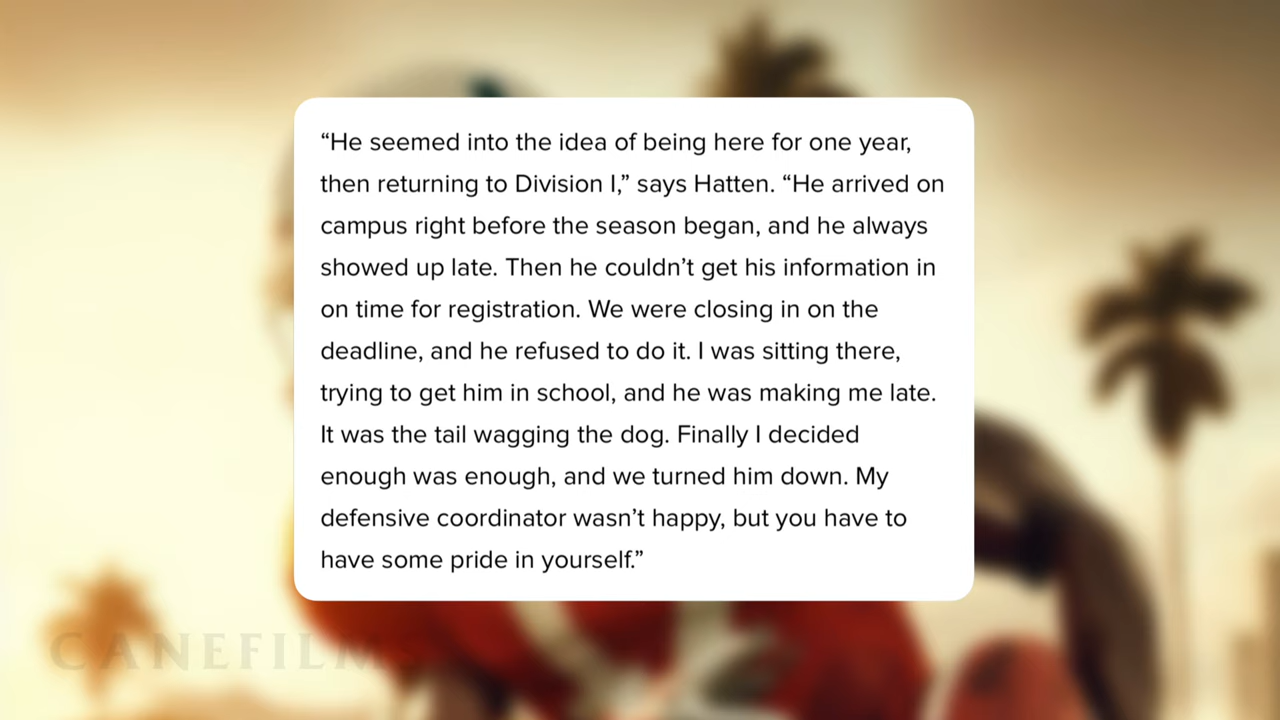 “He seemed into the idea of being here for one year,
then returning to Division I,” says Hatten. “He arrived on
campus right before the season began, and he always
showed up late. Then he couldn’t get his information in
on time for registration. We were closing in on the
deadline, and he refused to do it. I was sitting there,
trying to get him in school, and he was making me late.
It was the tail wagging the dog. Finally I decided
enough was enough, and we turned him down. My
defensive coordinator wasn’t happy, but you have to
have some pride in yourself.”
CANEFILMS